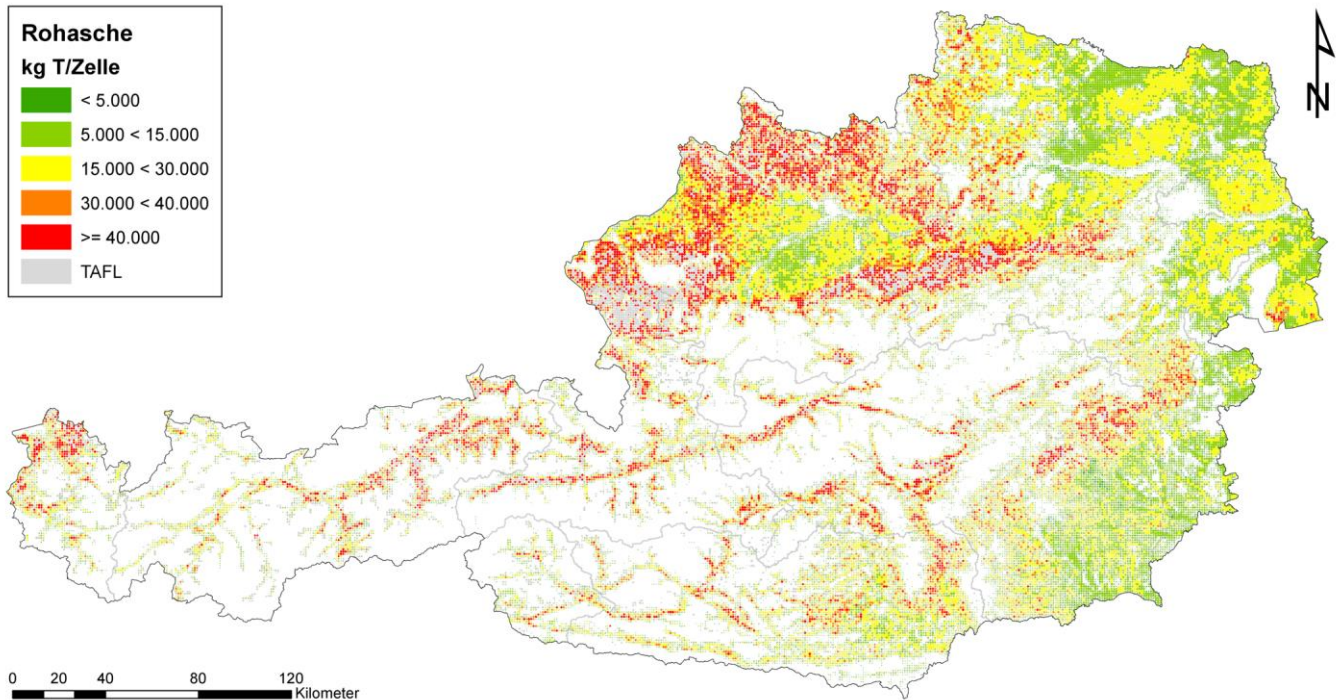 Rohasche
kg T/Zelle
< 5.000
5.000 < 15.000
15.000 < 30.000
30.000 < 40.000
>= 40.000
TAFL
N
0 20 40 80 120
Kilometer